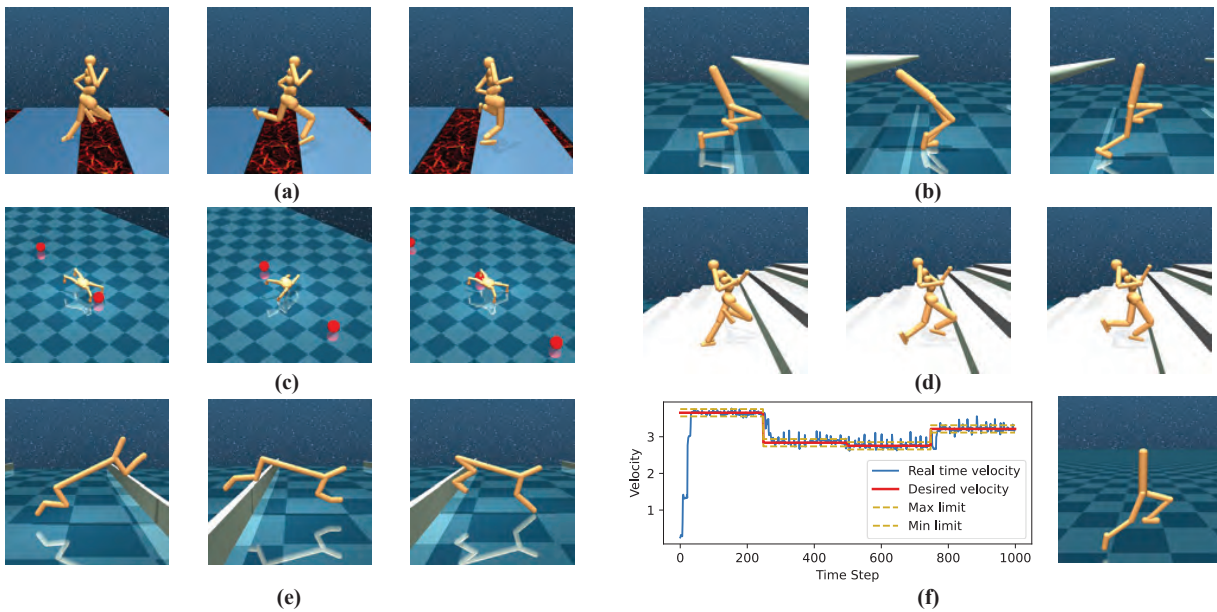 (a)
(b)
(c)
(d)
Velocity
3
2
1
Real time velocity
Desired velocity
Max limit
Min limit
0 200 400 600 800 1000
Time Step
(e)
(f)